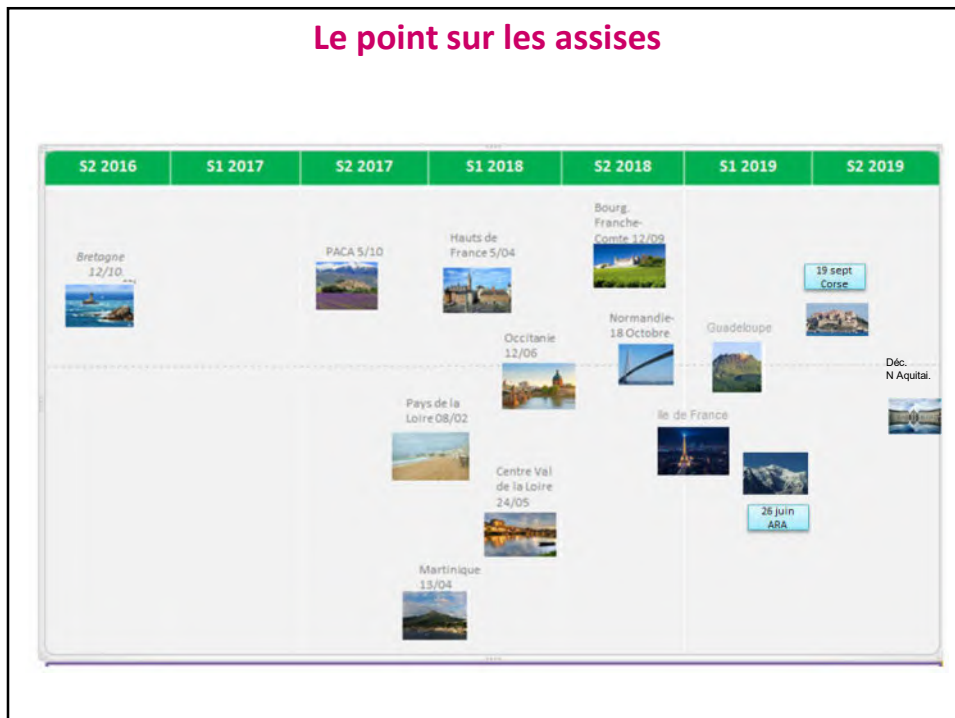 Le point sur les assises
S2 2016
S1 2017
S2 2017
S1 2018
S2 2018
S1 2019
S2 2019
Bretagne
12/10.
PACA 5/10
Hauts de
France 5/04
Bourg.
Franche-
Comte 12/09
19 sept
Corse
Occitanie
12/06
Normandie-
18 Octobre
Guadeloupe
Déc.
N Aquitai.
Pays de la
Loire 08/02
Ile de France
Centre Val
de la Loire
24/05
26 juin
ARA
Martinique
13/04